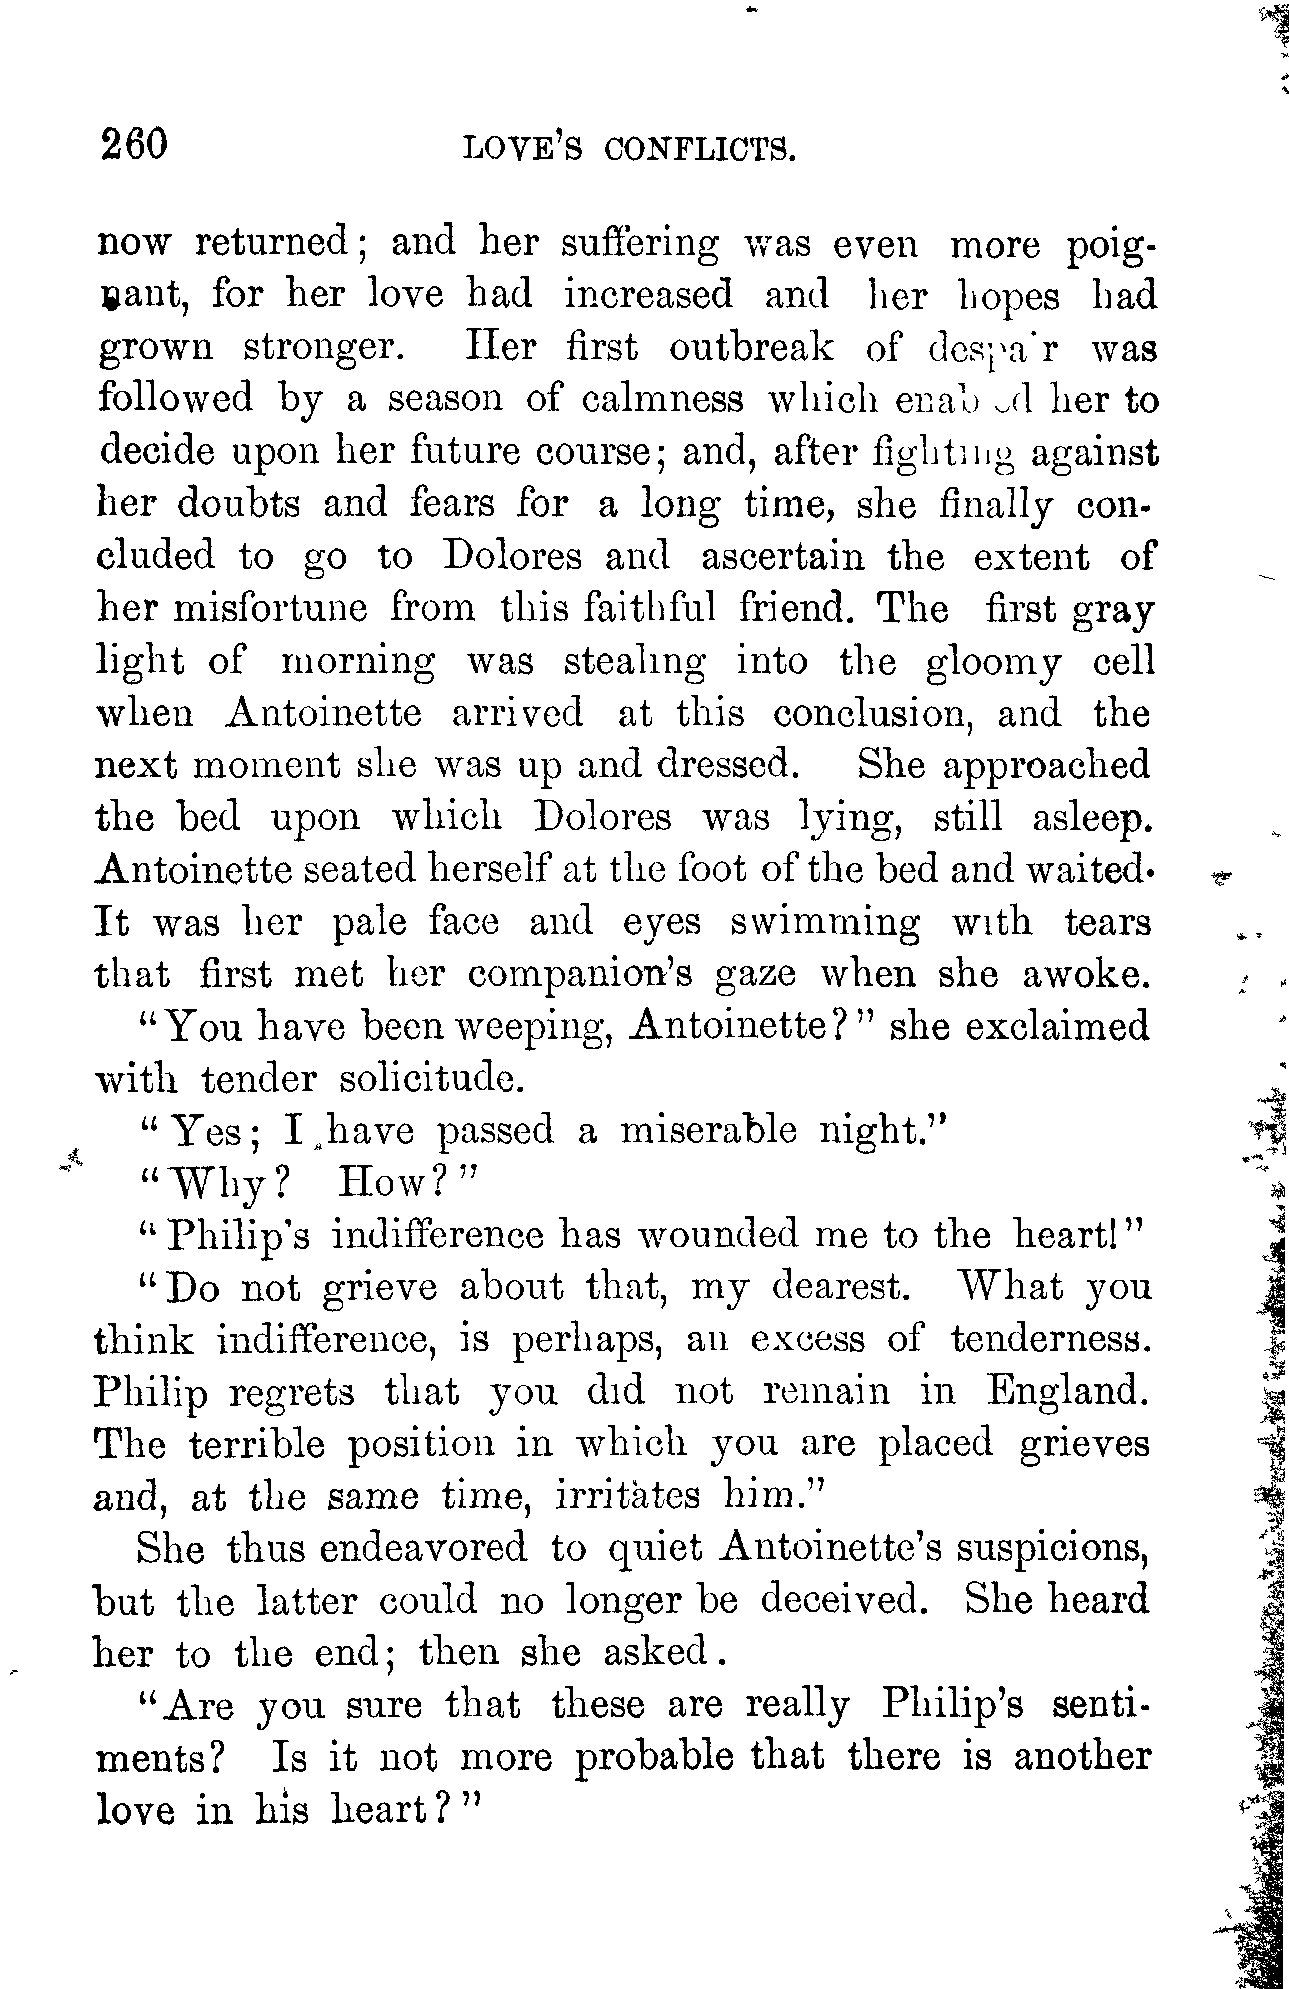 260 LOVE'S CONFLICTS.
now returned; and her suffering was even more poig-
nant, for her love had increased and her hopes had
grown stronger. Her first outbreak of despair was
followed by a season of calmness which enabled her to
decide upon her future course; and, after fighting against
her doubts and fears for a long time, she finally con-
cluded to go to Dolores and ascertain the extent of
her misfortune from this faithful friend. The first gray
light of morning was stealing into the gloomy cell
when Antoinette arrived at this conclusion, and the
next moment she was up and dressed. She approached
the bed upon which Dolores was lying, still asleep.
Antoinette seated herself at the foot of the bed and waited.
It was her pale face and eyes swimming with tears
that first met her companion's gaze when she awoke.
"You have been weeping, Antoinette?" she exclaimed
with tender solicitude.
"Yes; I have passed a miserable night."
"Why? How?"
"Philip's indifference has wounded me to the heart!"
"Do not grieve about that, my dearest. What you
think indifference, is perhaps, an excess of tenderness.
Philip regrets that you did not remain in England.
The terrible position in which you are placed grieves
and, at the same time, irritates him."
She thus endeavored to quiet Antoinette's suspicions,
but the latter could no longer be deceived. She heard
her to the end; then she asked.
"Are you sure that these are really Philip's senti-
ments? Is it not more probable that there is another
love in his heart?"